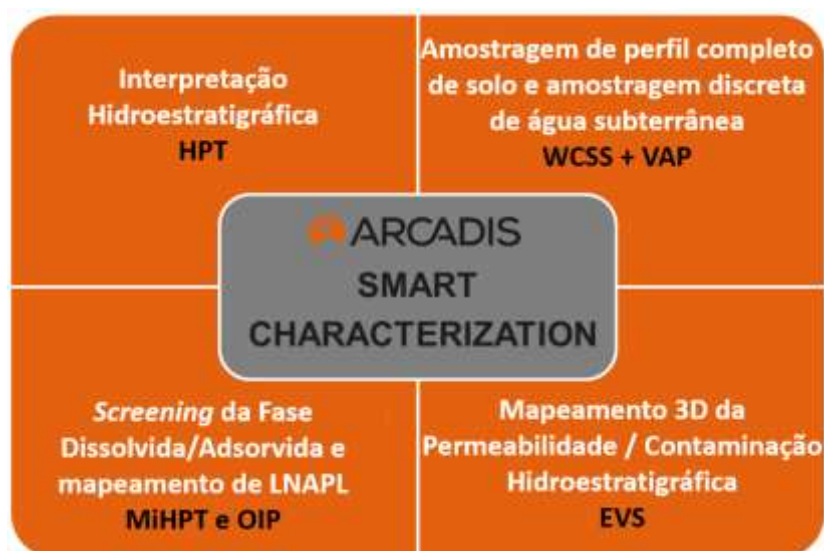 Interpretação
Hidroestratigráfica
HPT
Amostragem de perfil completo
de solo e amostragem discreta
de água subterrânea
WCSS + VAP
ARCADIS
SMART
CHARACTERIZATION
Screening da Fase
Dissolvida/Adsorvida e
mapeamento de LNAPL
MiHPT e OIP
Mapeamento 3D da
Permeabilidade / Contaminação
Hidroestratigráfica
EVS